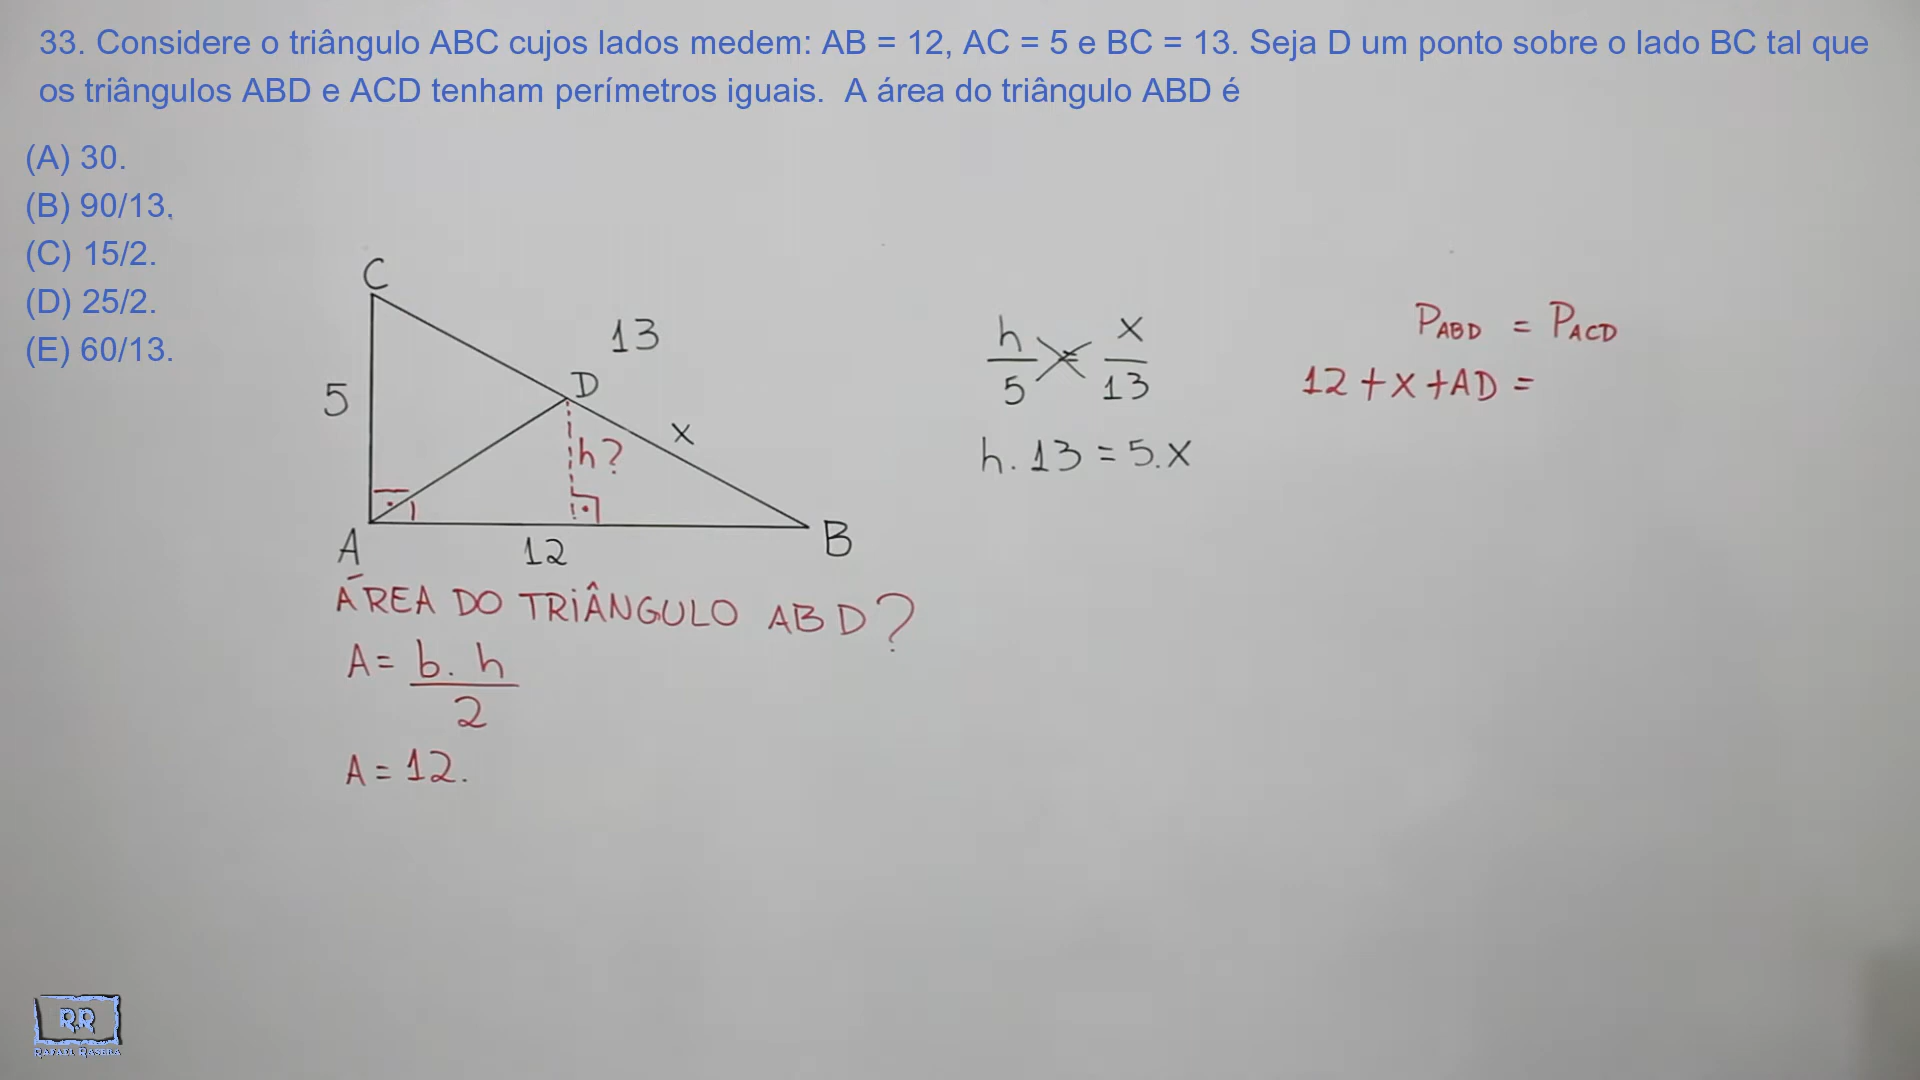 33. Considere o triângulo ABC cujos lados medem: AB = 12, AC = 5 e BC = 13. Seja D um ponto sobre o lado BC tal que
os triângulos ABD e ACD tenham perímetros iguais. A área do triângulo ABD é
(A) 30.
(B) 90/13.
(C) 15/2.
(D) 25/2.
(E) 60/13.
C
13
D
5
x
h?
A
12
B
h/5 = x/13
h. 13 = 5.x
PABD = PACD
12 + x + AD =
ÁREA DO TRIÂNGULO ABD?
A = b. h
2
A = 12.
RR
RAFAEL RASERA